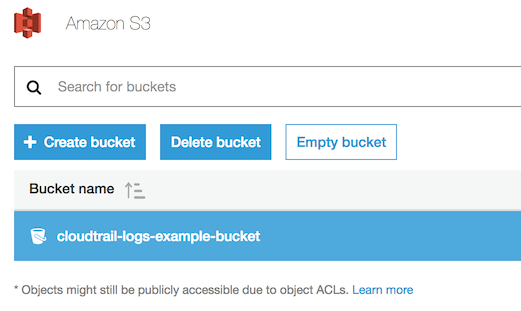 Amazon S3
Search for buckets
+ Create bucket Delete bucket Empty bucket
Bucket name
cloudtrail-logs-example-bucket
* Objects might still be publicly accessible due to object ACLs. Learn more